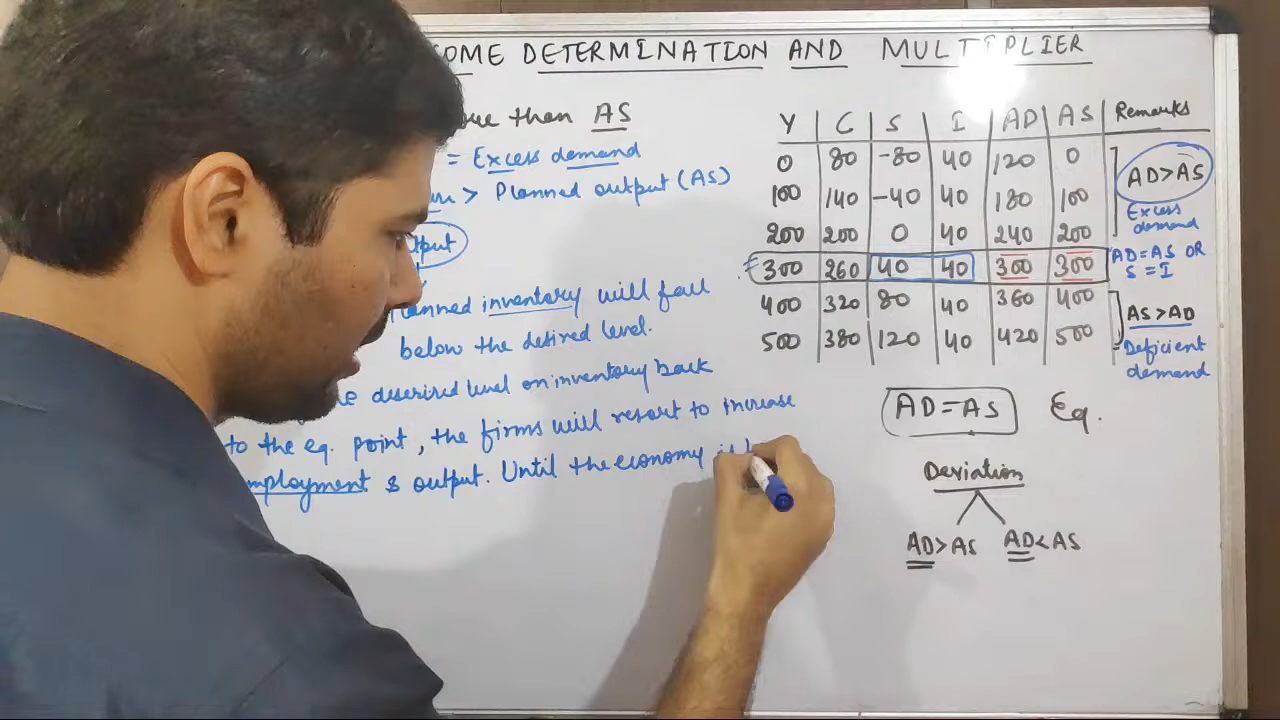 OME DETERMINATION AND MULTIPLIER
than AS
= Excess demand
> Planned output (AS)
tput
planned inventory will fall
below the desired level.
desired level on inventory back
to the eq. point, the firms will resort to increase
mployment & output. Until the economy is
Y C S I AD AS Remarks
0 80 -80 40 120 0
100 140 -40 40 180 100
200 200 0 40 240 200
300 260 40 40 300 300
400 320 80 40 360 400
500 380 120 40 420 500
AD>AS
Excess
demand
AD=AS OR
S=I
AS>AD
Deficient
demand
AD=AS Eq.
Deviation
AD>AS AD<AS